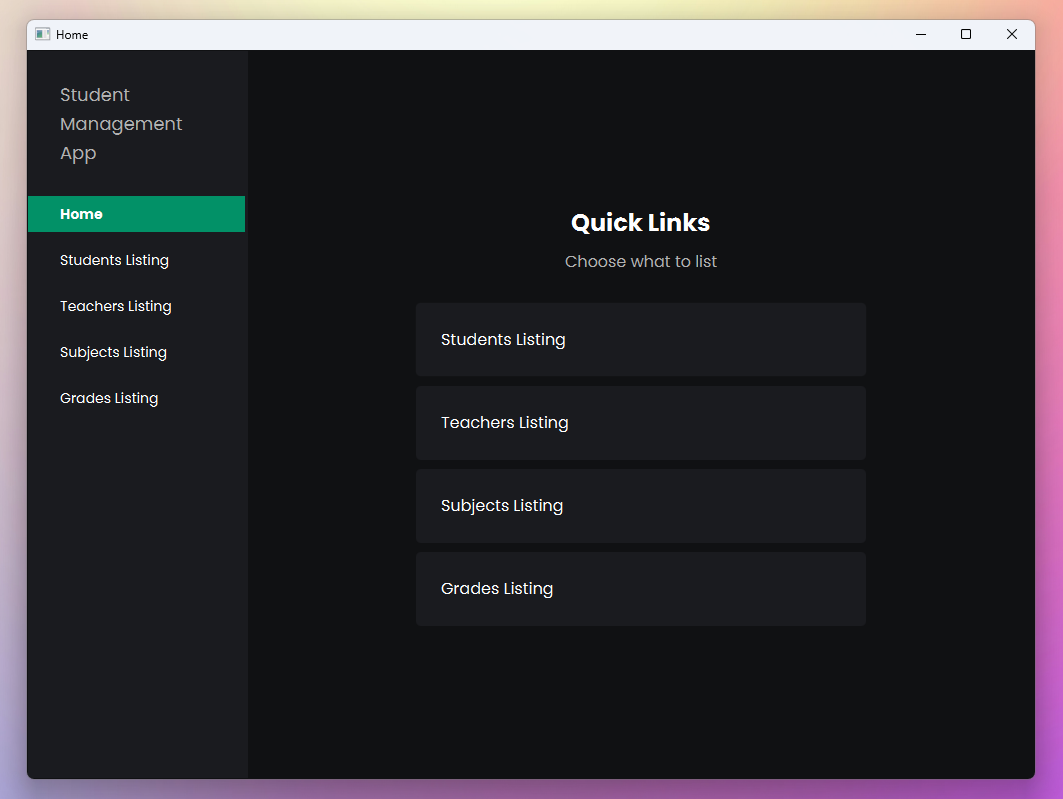 Home
Student
Management
App
Home
Students Listing
Teachers Listing
Subjects Listing
Grades Listing
Quick Links
Choose what to list
Students Listing
Teachers Listing
Subjects Listing
Grades Listing